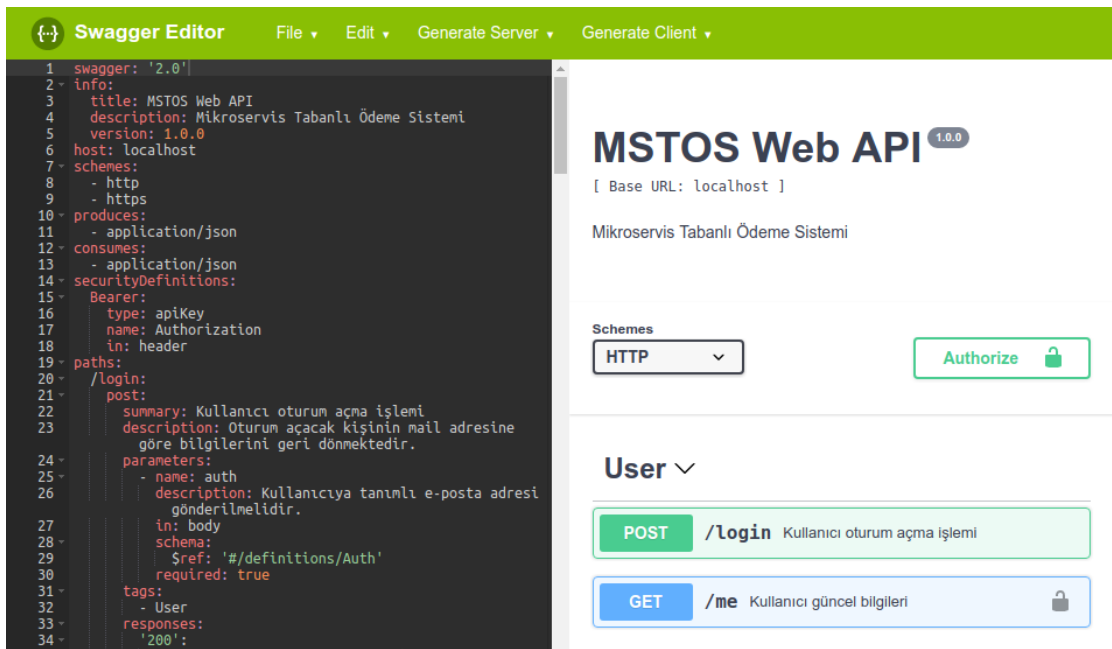 {··} Swagger Editor File ▾ Edit ▾ Generate Server ▾ Generate Client ▾
1 swagger: '2.0'
2 info:
3 title: MSTOS Web API
4 description: Mikroservis Tabanlı Ödeme Sistemi
5 version: 1.0.0
6 host: localhost
7 schemes:
8 - http
9 - https
10 produces:
11 - application/json
12 consumes:
13 - application/json
14 securityDefinitions:
15 Bearer:
16 type: apiKey
17 name: Authorization
18 in: header
19 paths:
20 /login:
21 post:
22 summary: Kullanıcı oturum açma işlemi
23 description: Oturum açacak kişinin mail adresine
göre bilgilerini geri dönmektedir.
24 parameters:
25 - name: auth
26 description: Kullanıcıya tanımlı e-posta adresi
gönderilmelidir.
27 in: body
28 schema:
29 $ref: '#/definitions/Auth'
30 required: true
31 tags:
32 - User
33 responses:
34 '200':
MSTOS Web API 1.0.0
[ Base URL: localhost ]
Mikroservis Tabanlı Ödeme Sistemi
Schemes
HTTP
Authorize
User
POST /login Kullanıcı oturum açma işlemi
GET /me Kullanıcı güncel bilgileri